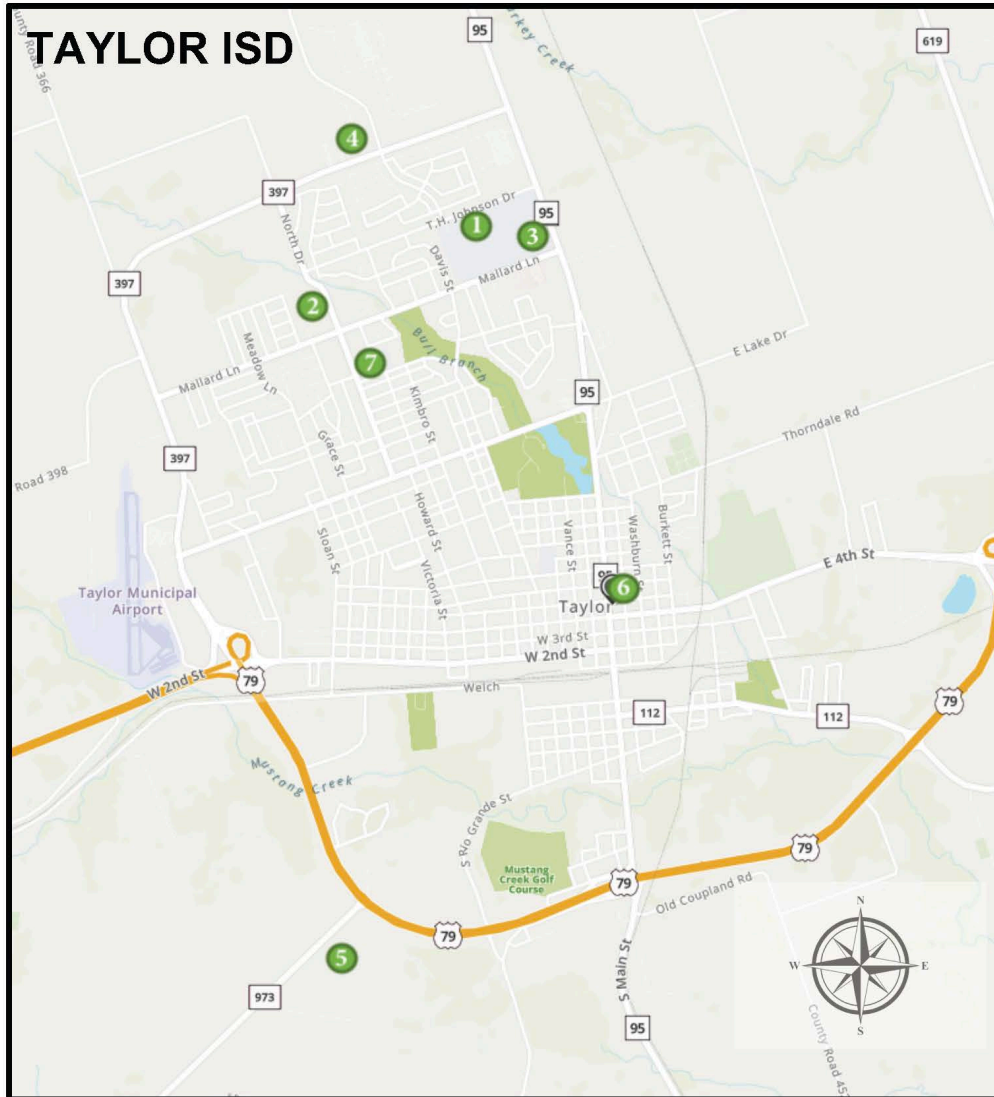 TAYLOR ISD
95
619
4
397
North Dr
T.H. Johnson Dr
1
95
3
Davis St
Mallard Ln
397
2
Meadow Ln
Bull Branch
7
Mallard Ln
E Lake Dr
Kimbro St
95
Thorndale Rd
Grace St
397
Road 398
Howard St
Sloan St
Vance St
Washburn St
Burkett St
Victoria St
E 4th St
Taylor Municipal
Airport
95
6
Taylor
W 3rd St
W 2nd St
W 2nd St
79
Welch
79
112
112
Mustang Creek
S Rio Grande St
79
Mustang
Creek Golf
Course
79
Old Coupland Rd
79
N
5
W
E
S Main St
973
S
95